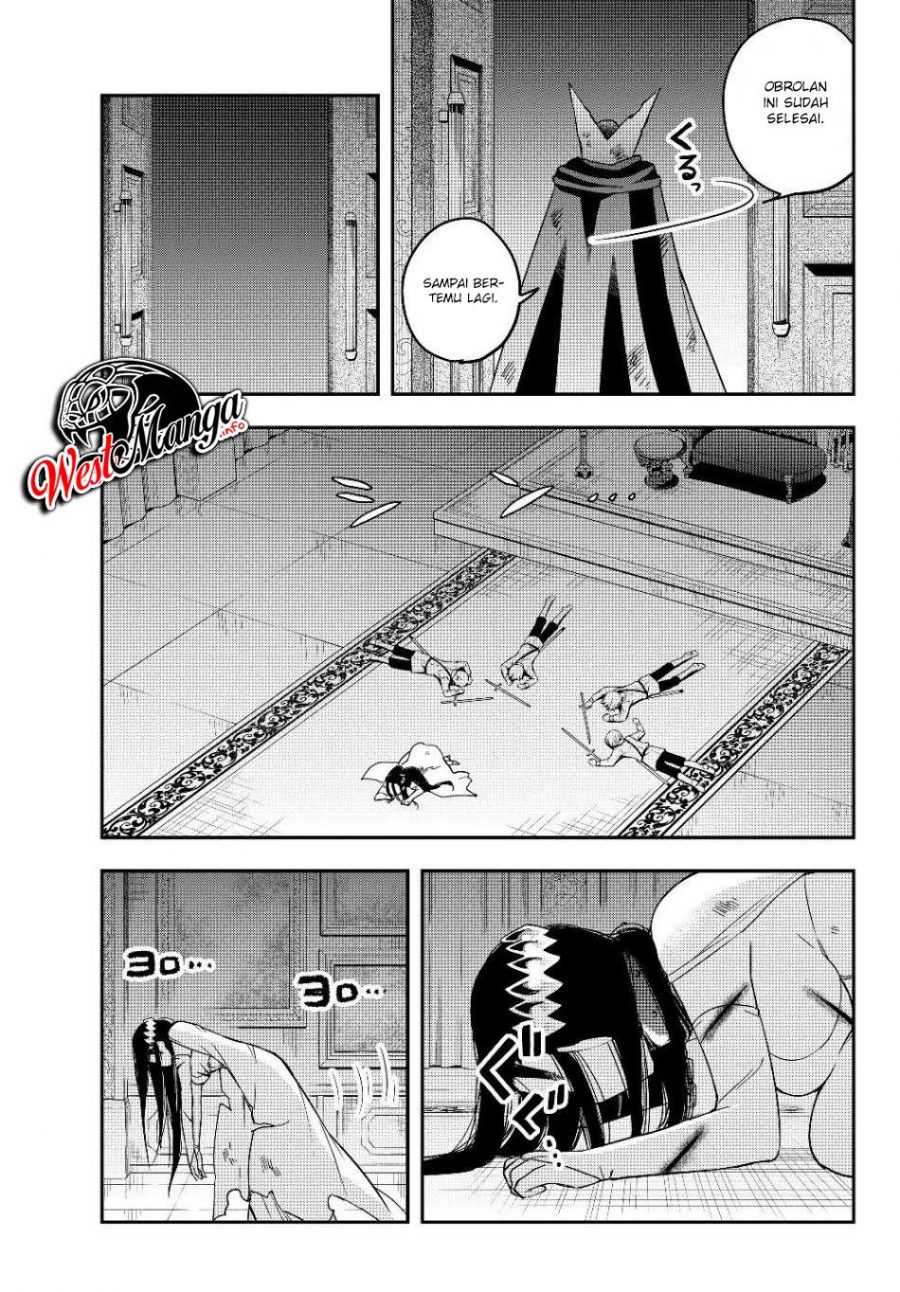 OBROLAN
INI SUDAH
SELESAI.
くるっ
SAMPAI BER-
TEMU LAGI.
WestManga
.info
ぐぐ...
ヨロ...
ヨロ...